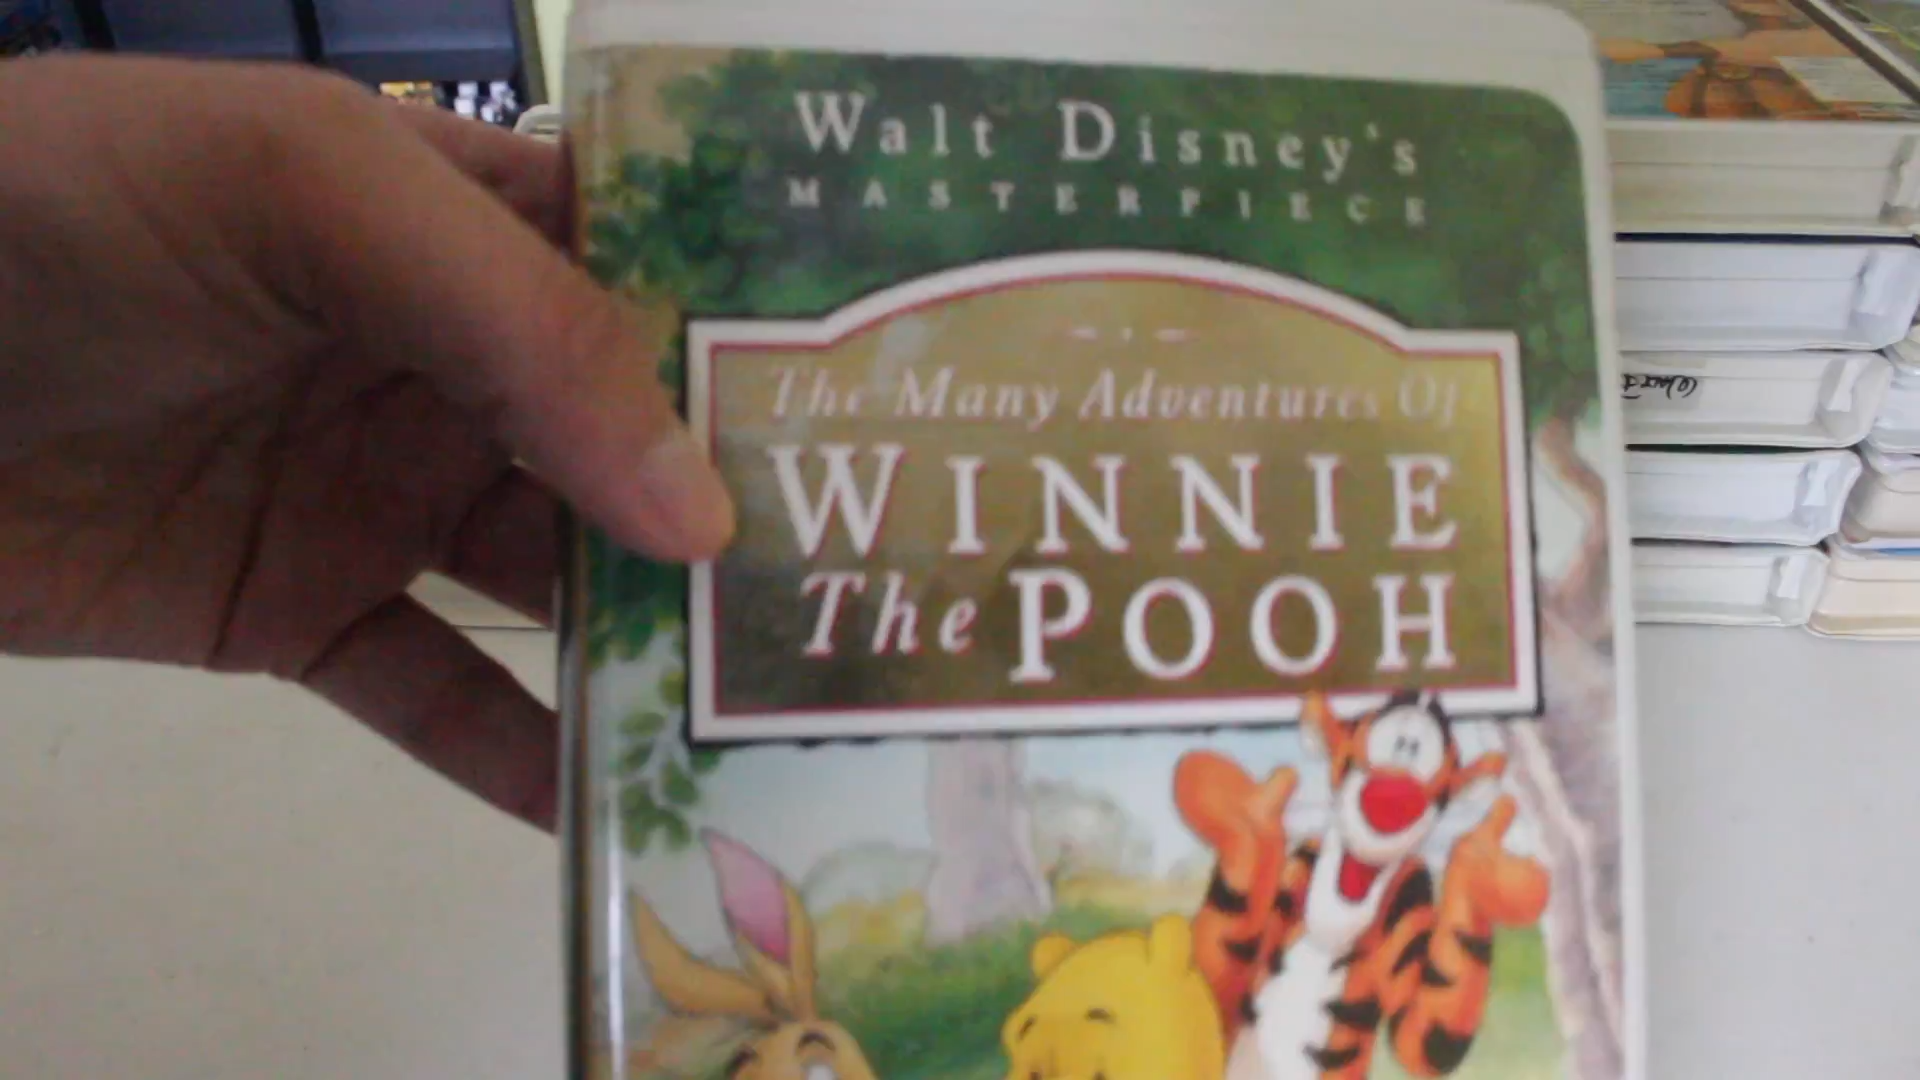 Walt Disney's
MASTERPIECE
The Many Adventures Of
WINNIE
The POOH